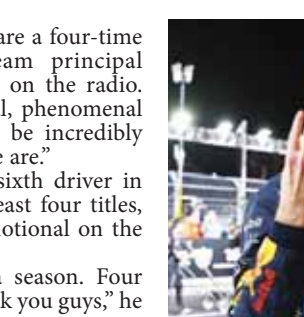 are a four-time
eam principal
on the radio.
l, phenomenal
be incredibly
e are.”
sixth driver in
east four titles,
otional on the
season. Four
k you guys,” he